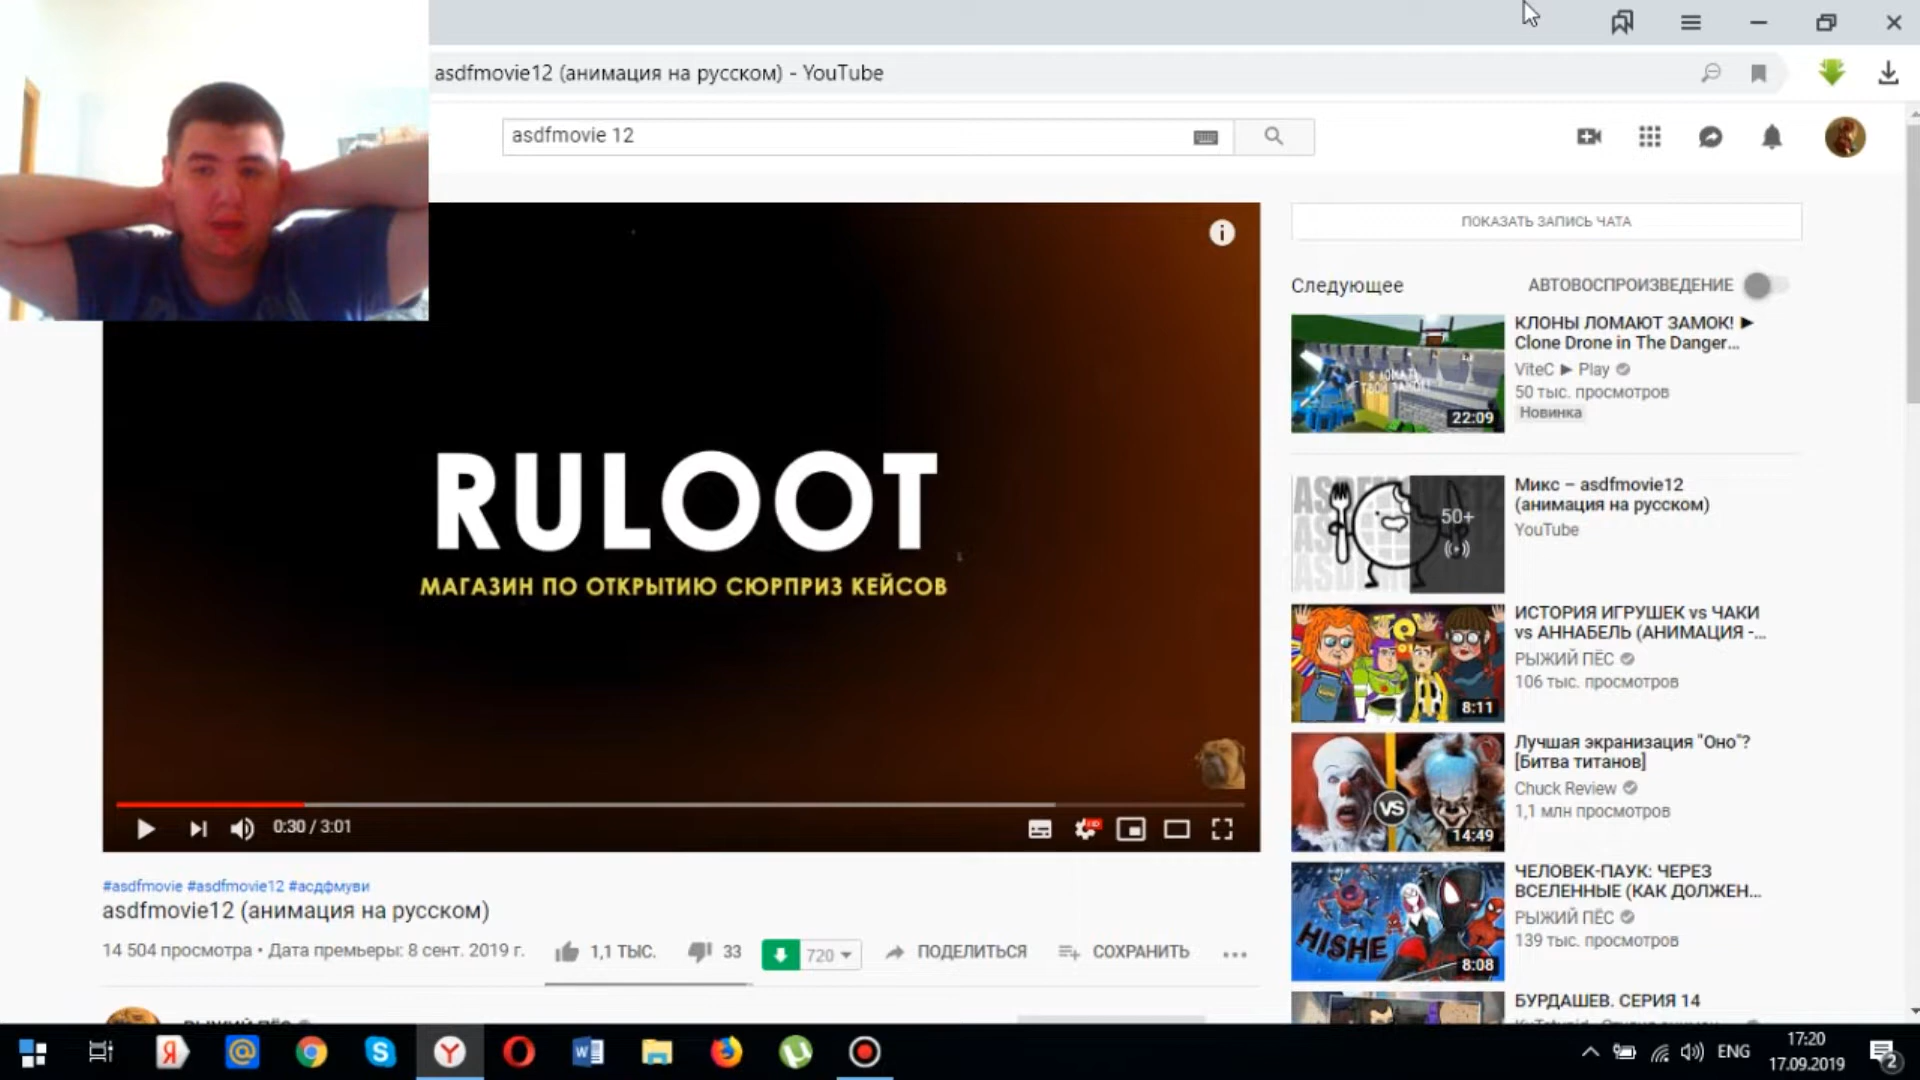 asdfmovie12 (анимация на русском) - YouTube
asdfmovie 12
RULOOT
МАГАЗИН ПО ОТКРЫТИЮ СЮРПРИЗ КЕЙСОВ
0:30 / 3:01
#asdfmovie #asdfmovie12 #асдфмуви
asdfmovie12 (анимация на русском)
14 504 просмотра • Дата премьеры: 8 сент. 2019 г.
1,1 ТЫС.
33
720
ПОДЕЛИТЬСЯ
СОХРАНИТЬ
ПОКАЗАТЬ ЗАПИСЬ ЧАТА
Следующее
АВТОВОСПРОИЗВЕДЕНИЕ
22:09
КЛОНЫ ЛОМАЮТ ЗАМОК! ►
Clone Drone in The Danger...
ViteC ► Play
50 тыс. просмотров
Новинка
50+
Микс – asdfmovie12
(анимация на русском)
YouTube
8:11
ИСТОРИЯ ИГРУШЕК vs ЧАКИ
vs АННАБЕЛЬ (АНИМАЦИЯ -...
РЫЖИЙ ПЁС
106 тыс. просмотров
VS
14:49
Лучшая экранизация "Оно"?
[Битва титанов]
Chuck Review
1,1 млн просмотров
HISHE
8:08
ЧЕЛОВЕК-ПАУК: ЧЕРЕЗ
ВСЕЛЕННЫЕ (КАК ДОЛЖЕН...
РЫЖИЙ ПЁС
139 тыс. просмотров
БУРДАШЕВ. СЕРИЯ 14
ENG
17:20
17.09.2019
2